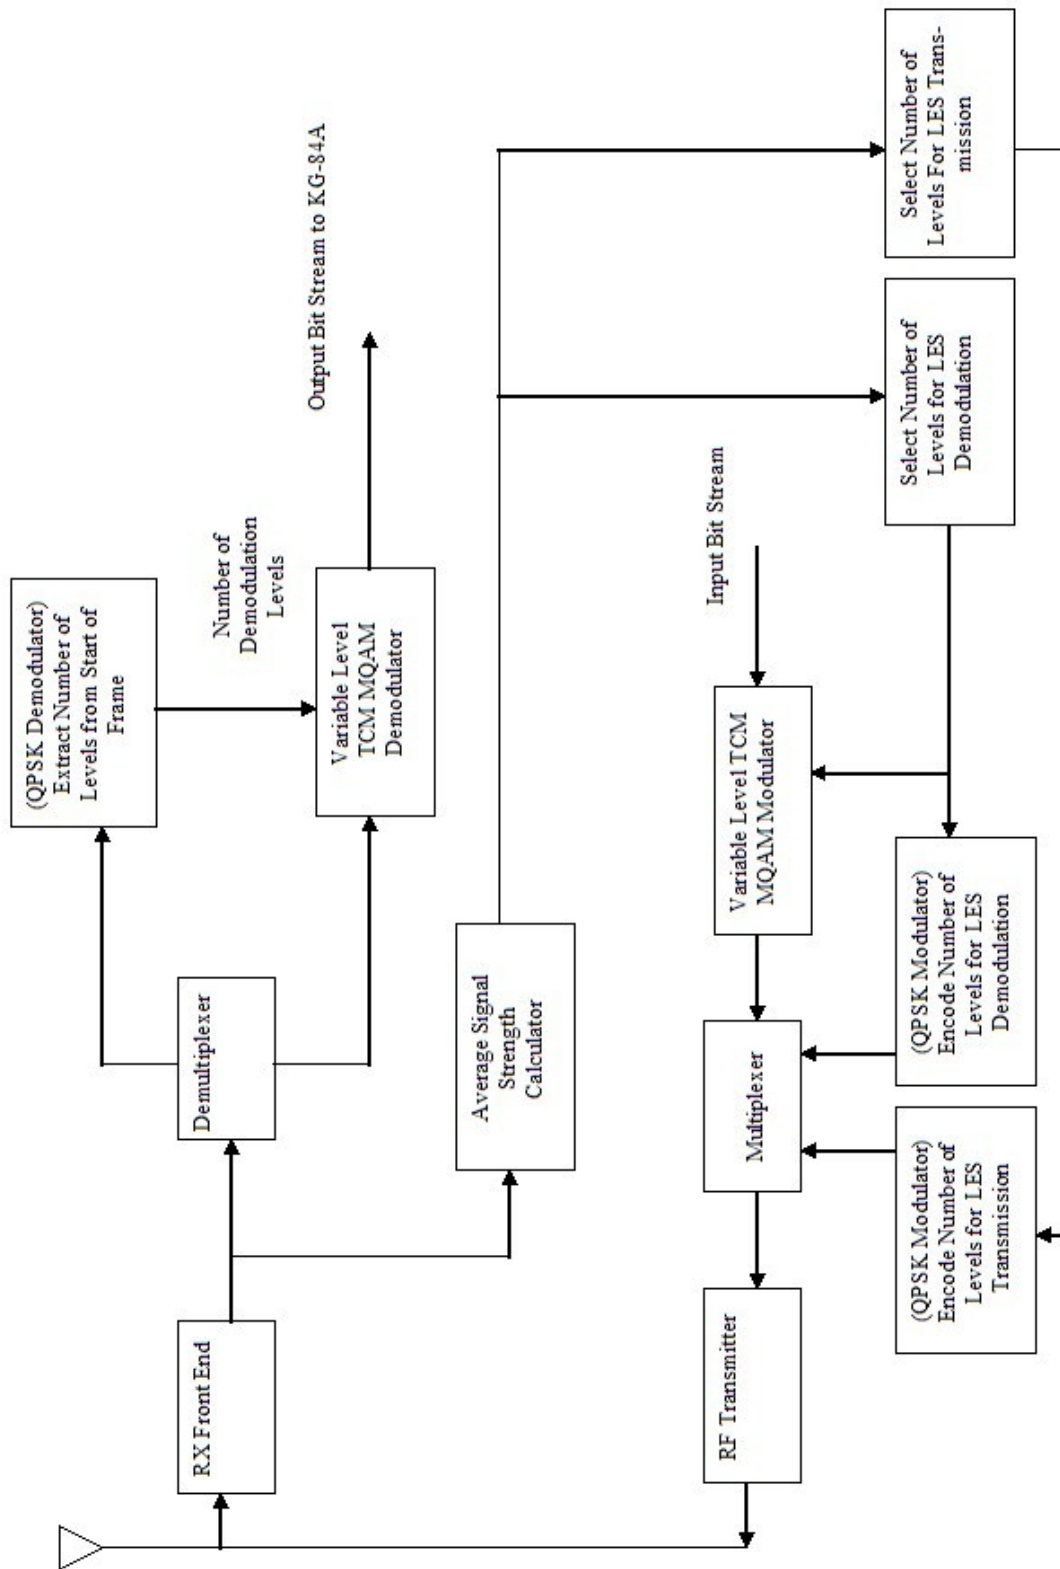 (QPSK Demodulator)
Extract Number of
Levels from Start of
Frame
Number of
Demodulation
Levels
Output Bit Stream to KG-84A
RX Front End
Demultiplexer
Variable Level
TCM MQAM
Demodulator
Average Signal
Strength
Calculator
Input Bit Stream
RF Transmitter
Multiplexer
Variable Level TCM
MQAM Modulator
(QPSK Modulator)
Encode Number of
Levels for LES
Transmission
(QPSK Modulator)
Encode Number of
Levels for LES
Demodulation
Select Number of
Levels for LES
Demodulation
Select Number of
Levels For LES Trans-
mission